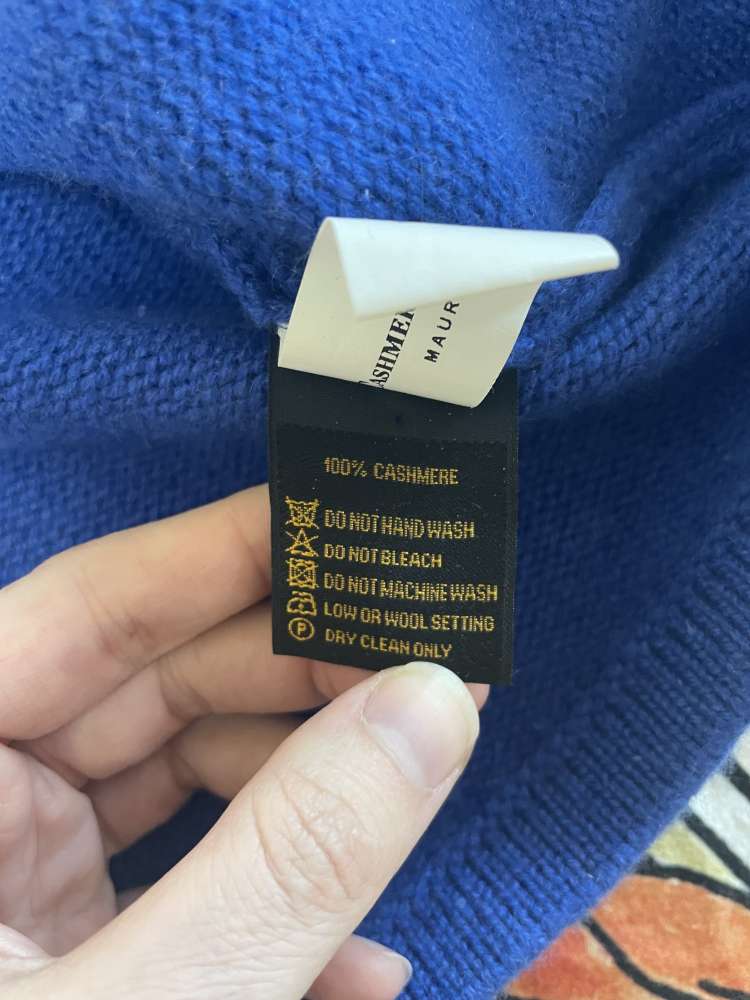 CASHMERE
MAUR
100% CASHMERE
DO NOT HAND WASH
DO NOT BLEACH
DO NOT MACHINE WASH
LOW OR WOOL SETTING
P DRY CLEAN ONLY